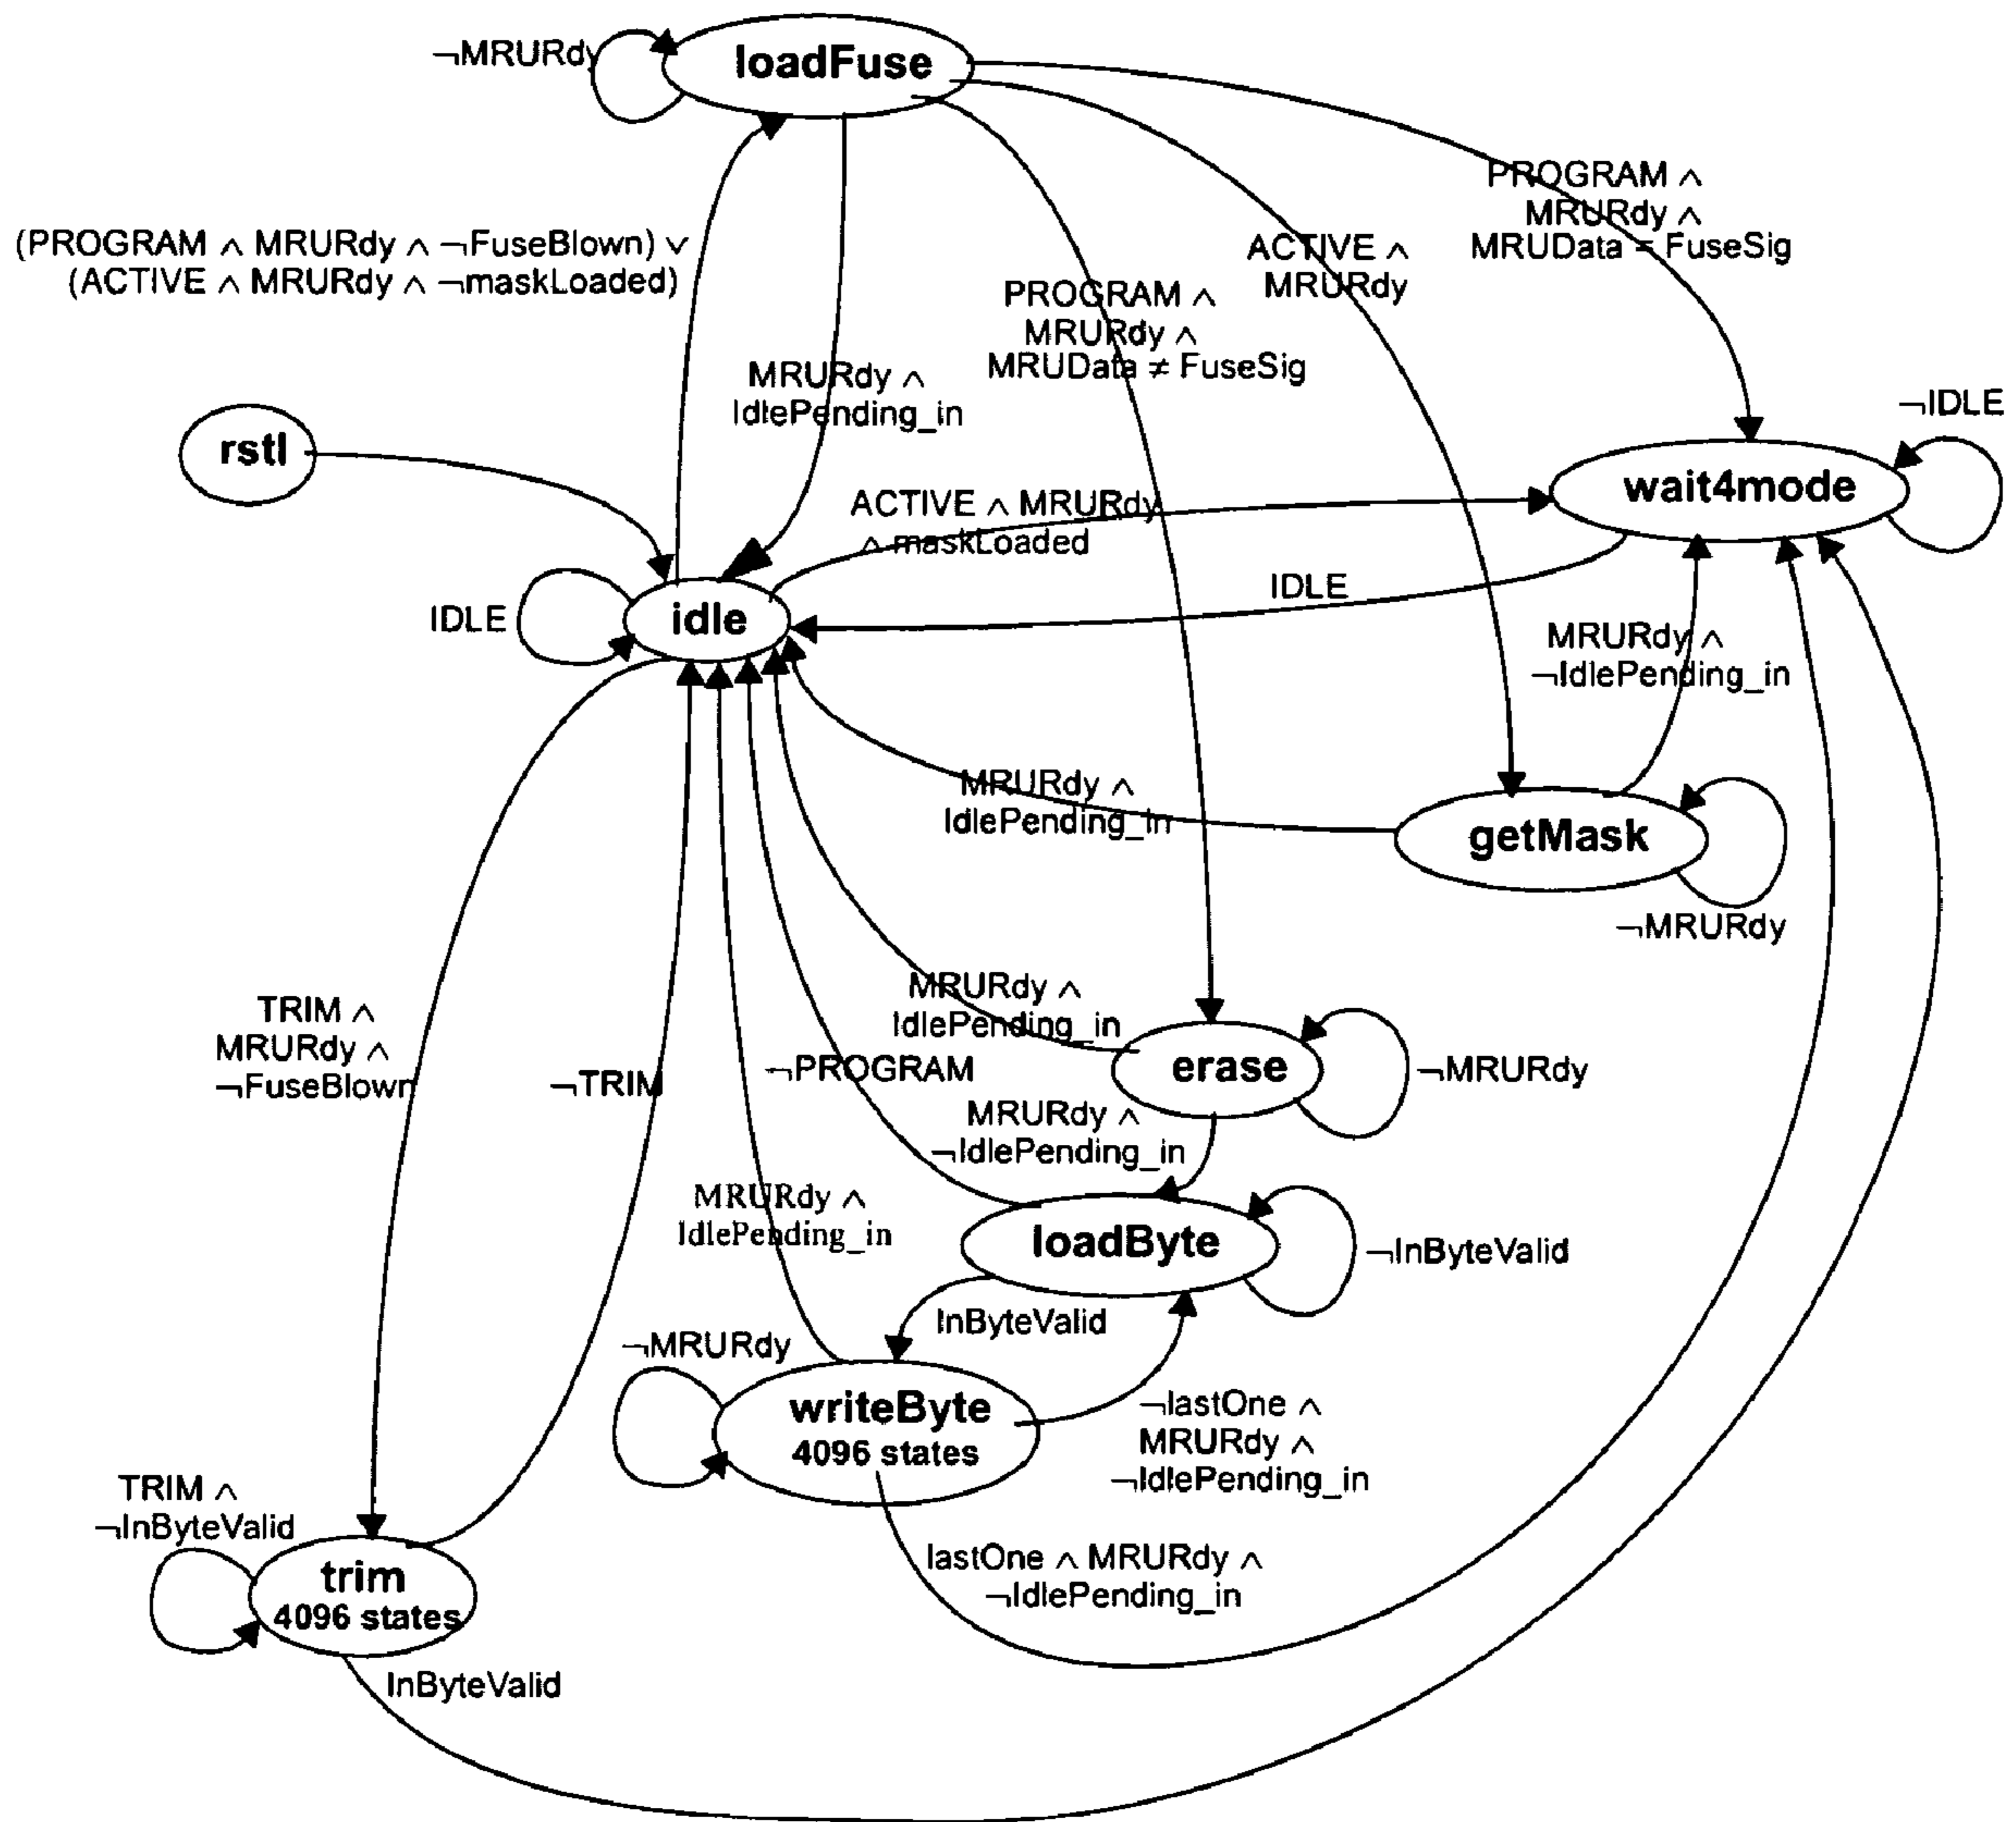 ¬MRURdy
loadFuse
PROGRAM ∧
MRURdy ∧
MRUData = FuseSig
(PROGRAM ∧ MRURdy ∧ ¬FuseBlown) ∨
(ACTIVE ∧ MRURdy ∧ ¬maskLoaded)
ACTIVE ∧
MRURdy
PROGRAM ∧
MRURdy ∧
MRUData ≠ FuseSig
MRURdy ∧
IdlePending_in
¬IDLE
rstl
wait4mode
ACTIVE ∧ MRURdy
∧ maskLoaded
IDLE
IDLE
idle
MRURdy ∧
¬IdlePending_in
MRURdy ∧
IdlePending_in
getMask
¬MRURdy
TRIM ∧
MRURdy ∧
¬FuseBlown
¬TRIM
MRURdy ∧
IdlePending_in
¬PROGRAM
erase
¬MRURdy
MRURdy ∧
¬IdlePending_in
MRURdy ∧
IdlePending_in
loadByte
¬InByteValid
InByteValid
¬MRURdy
writeByte
4096 states
¬lastOne ∧
MRURdy ∧
¬IdlePending_in
TRIM ∧
¬InByteValid
lastOne ∧ MRURdy ∧
¬IdlePending_in
trim
4096 states
InByteValid